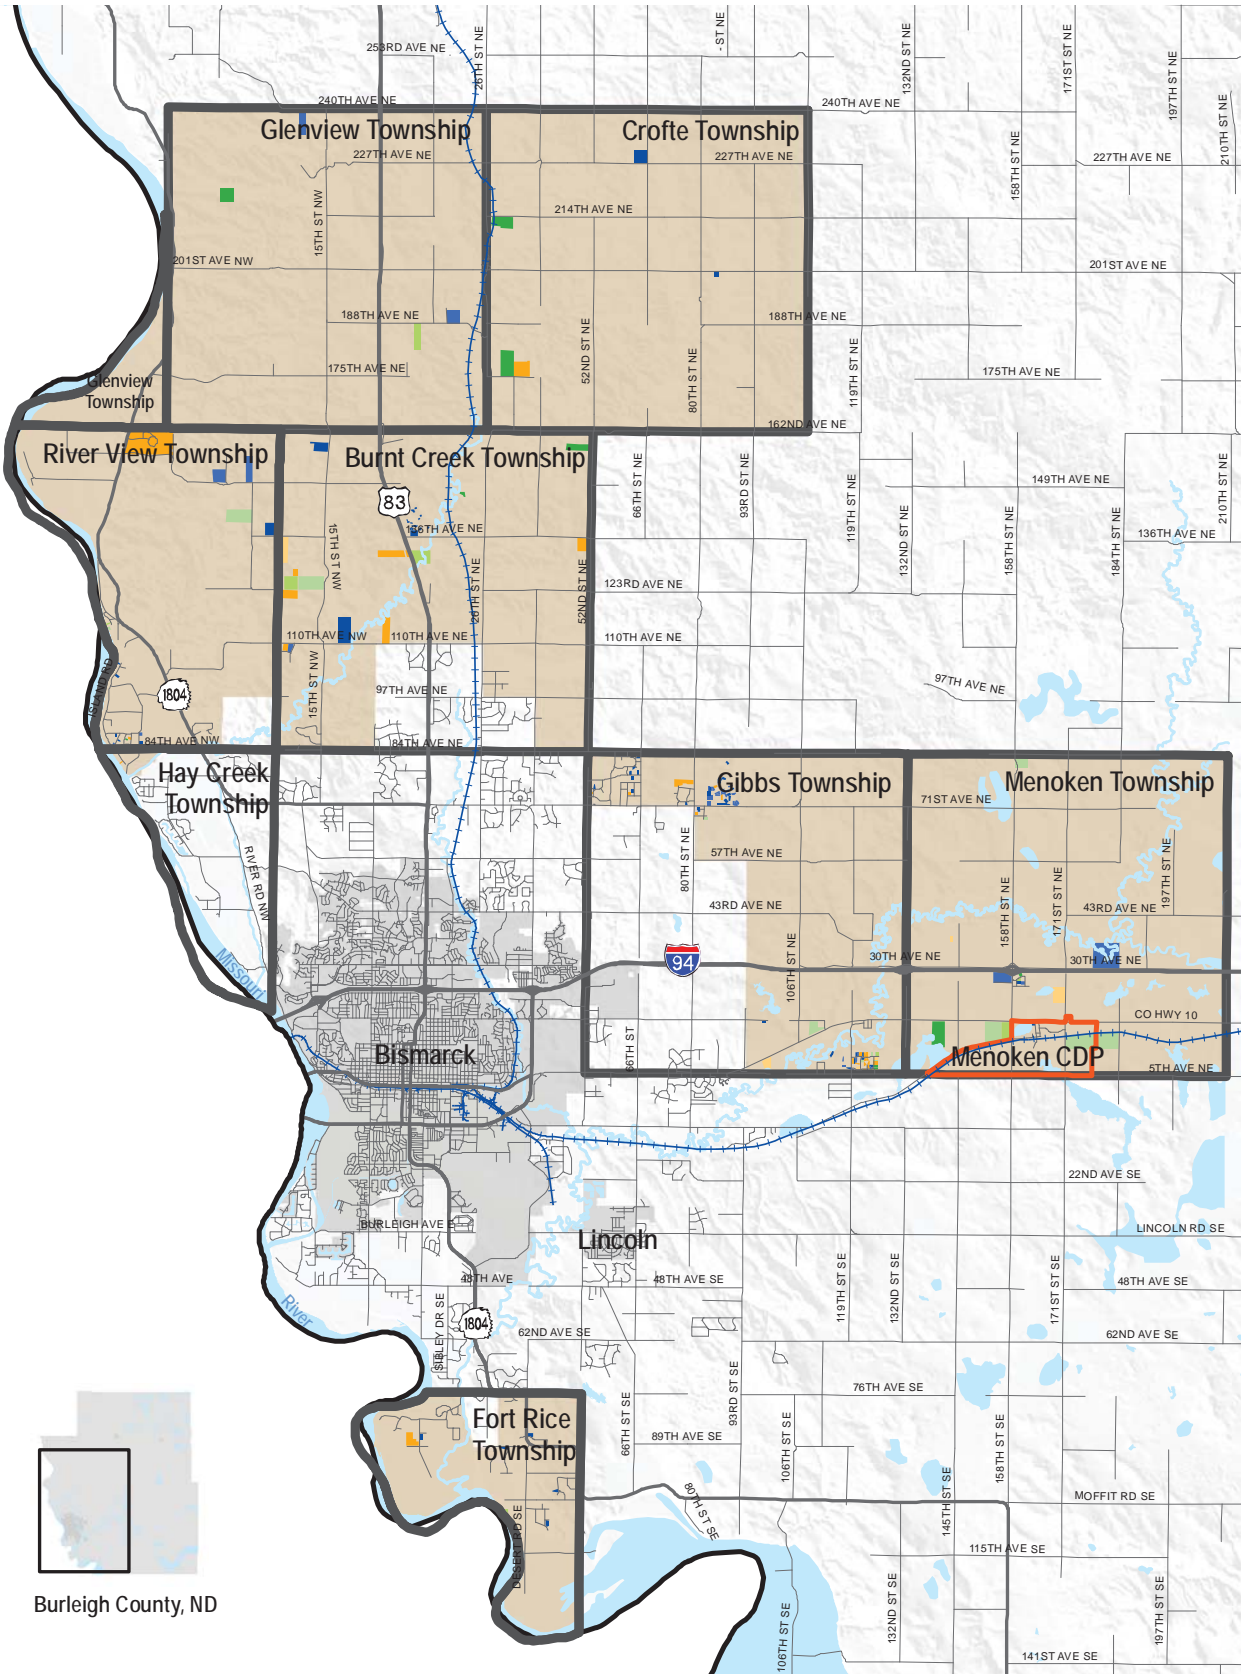 253RD AVE NE
26TH ST NE
ST NE
132ND ST NE
171ST ST NE
197TH ST NE
210TH ST NE
240TH AVE NE
240TH AVE NE
Glenview Township
Crofte Township
227TH AVE NE
227TH AVE NE
227TH AVE NE
158TH ST NE
15TH ST NW
214TH AVE NE
201ST AVE NW
201ST AVE NE
188TH AVE NE
188TH AVE NE
52ND ST NE
80TH ST NE
119TH ST NE
175TH AVE NE
175TH AVE NE
Glenview
Township
162ND AVE NE
River View Township
Burnt Creek Township
83
66TH ST NE
93RD ST NE
119TH ST NE
149TH AVE NE
210TH ST NE
136TH AVE NE
136TH AVE NE
15TH ST NW
26TH ST NE
52ND ST NE
132ND ST NE
158TH ST NE
184TH ST NE
123RD AVE NE
110TH AVE NW
110TH AVE NE
110TH AVE NE
15TH ST NW
97TH AVE NE
97TH AVE NE
ISLAND RD
1804
84TH AVE NW
84TH AVE NE
Hay Creek
Township
Gibbs Township
Menoken Township
71ST AVE NE
RIVER RD NW
80TH ST NE
57TH AVE NE
158TH ST NE
171ST ST NE
197TH ST NE
43RD AVE NE
43RD AVE NE
94
106TH ST NE
30TH AVE NE
30TH AVE NE
Missouri
CO HWY 10
Bismarck
66TH ST
Menoken CDP
5TH AVE NE
22ND AVE SE
BURLEIGH AVE E
Lincoln
LINCOLN RD SE
48TH AVE
48TH AVE SE
119TH ST SE
132ND ST SE
171ST ST SE
48TH AVE SE
River
SIBLEY DR SE
1804
62ND AVE SE
62ND AVE SE
76TH AVE SE
Fort Rice
Township
66TH ST SE
93RD ST SE
89TH AVE SE
106TH ST SE
158TH ST SE
145TH ST SE
80TH ST SE
MOFFIT RD SE
DESERT RD SE
115TH AVE SE
Burleigh County, ND
106TH ST SE
132ND ST SE
197TH ST SE
141ST AVE SE